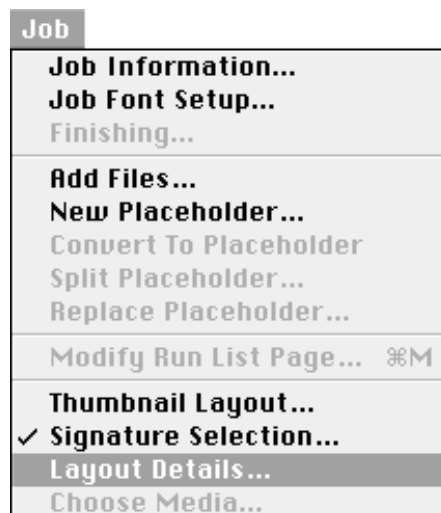 Job
Job Information...
Job Font Setup...
Finishing...
Add Files...
New Placeholder...
Convert To Placeholder
Split Placeholder...
Replace Placeholder...
Modify Run List Page... ⌘M
Thumbnail Layout...
✓ Signature Selection...
Layout Details...
Choose Media...